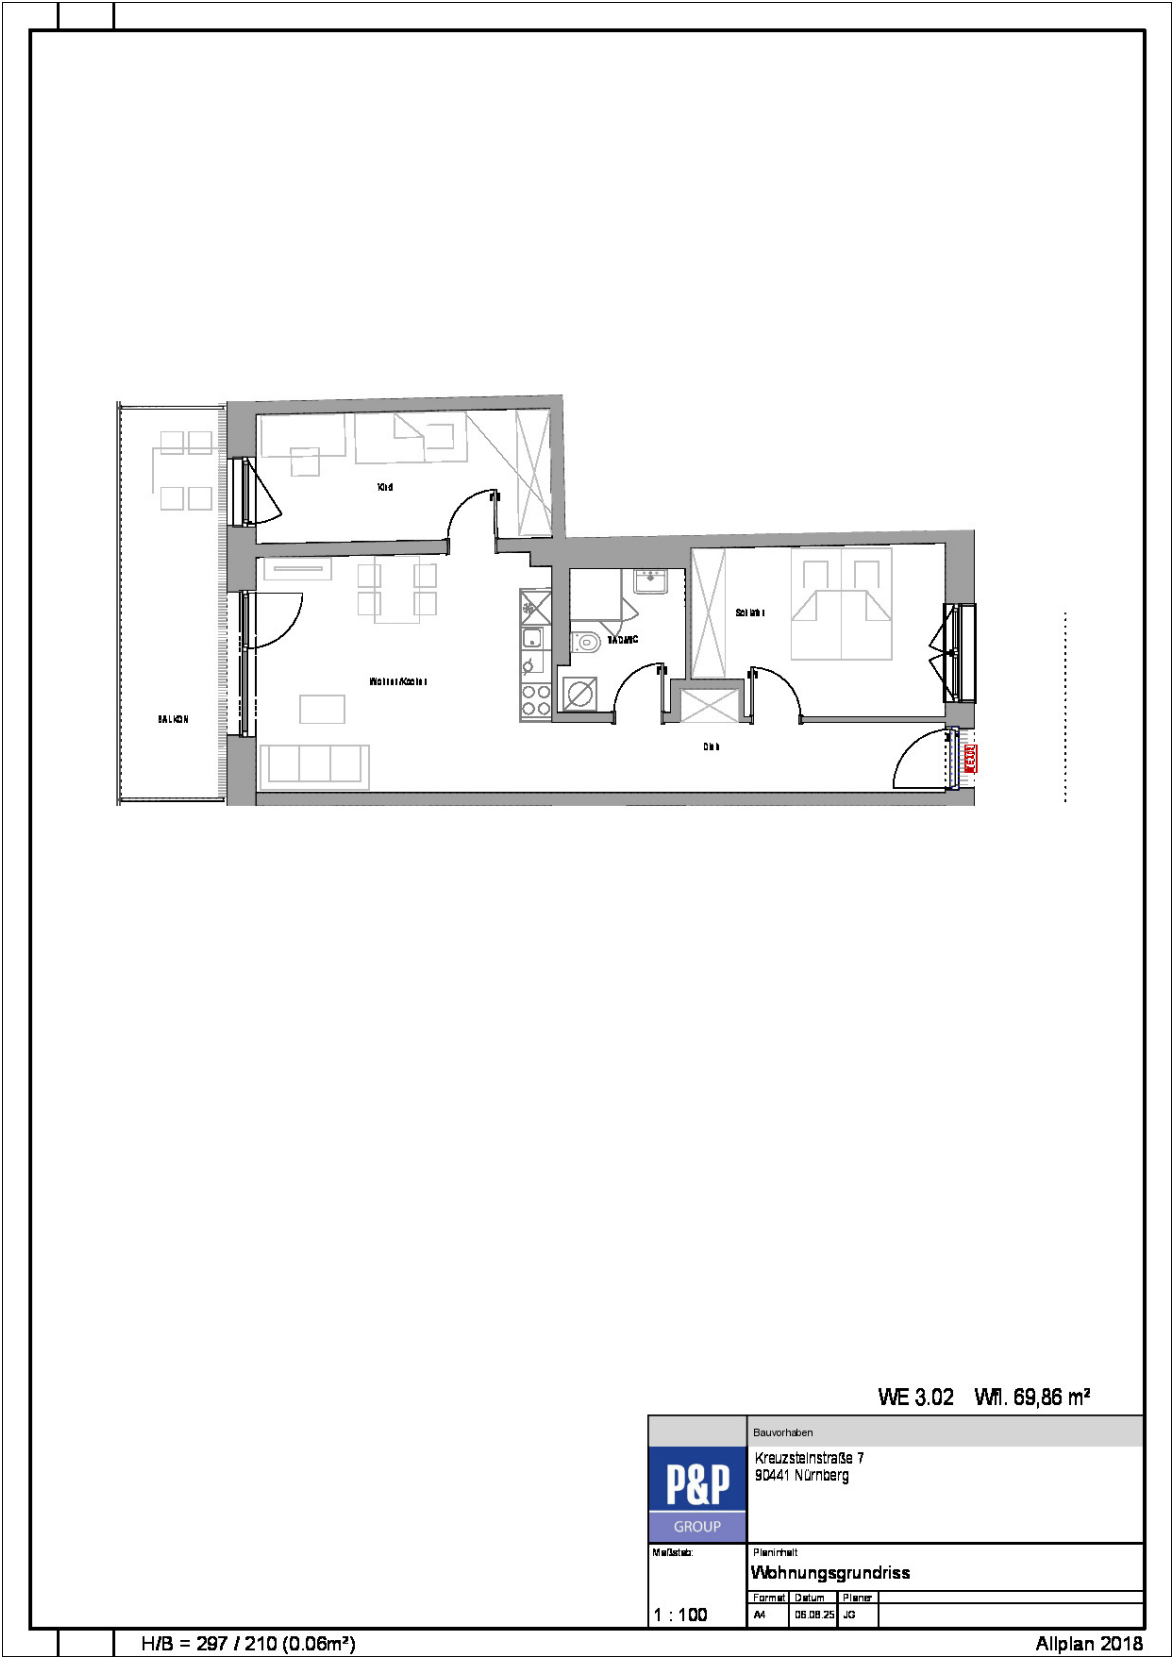 Kind
Wohnen/Kochen
BAD/WC
BALKON
WE 3.02 Wfl. 69,86 m²
Bauvorhaben
P&P
GROUP
Kreuzsteinstraße 7
90441 Nürnberg
Maßstab:
1 : 100
Planinhalt
Wohnungsgrundriss
Format Datum Planer
A4 06.08.25 JG
H/B = 297 / 210 (0.06m²)
Allplan 2018